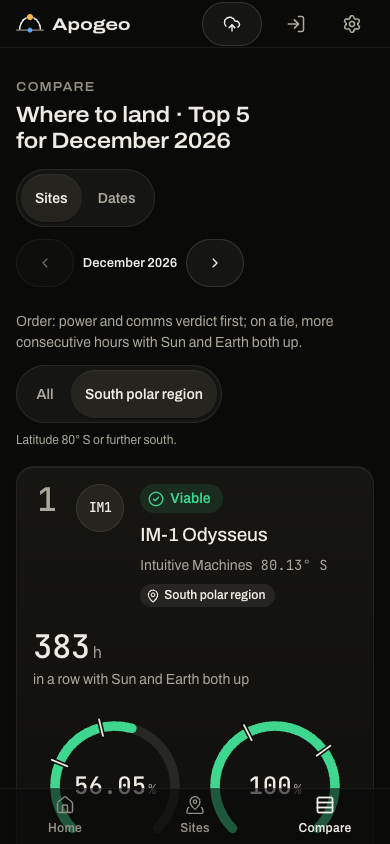 Apogeo
COMPARE
Where to land · Top 5
for December 2026
Sites Dates
December 2026
Order: power and comms verdict first; on a tie, more
consecutive hours with Sun and Earth both up.
All South polar region
Latitude 80° S or further south.
1 IM1 Viable
IM-1 Odysseus
Intuitive Machines 80.13° S
South polar region
383 h
in a row with Sun and Earth both up
56.05% 100%
Home Sites Compare